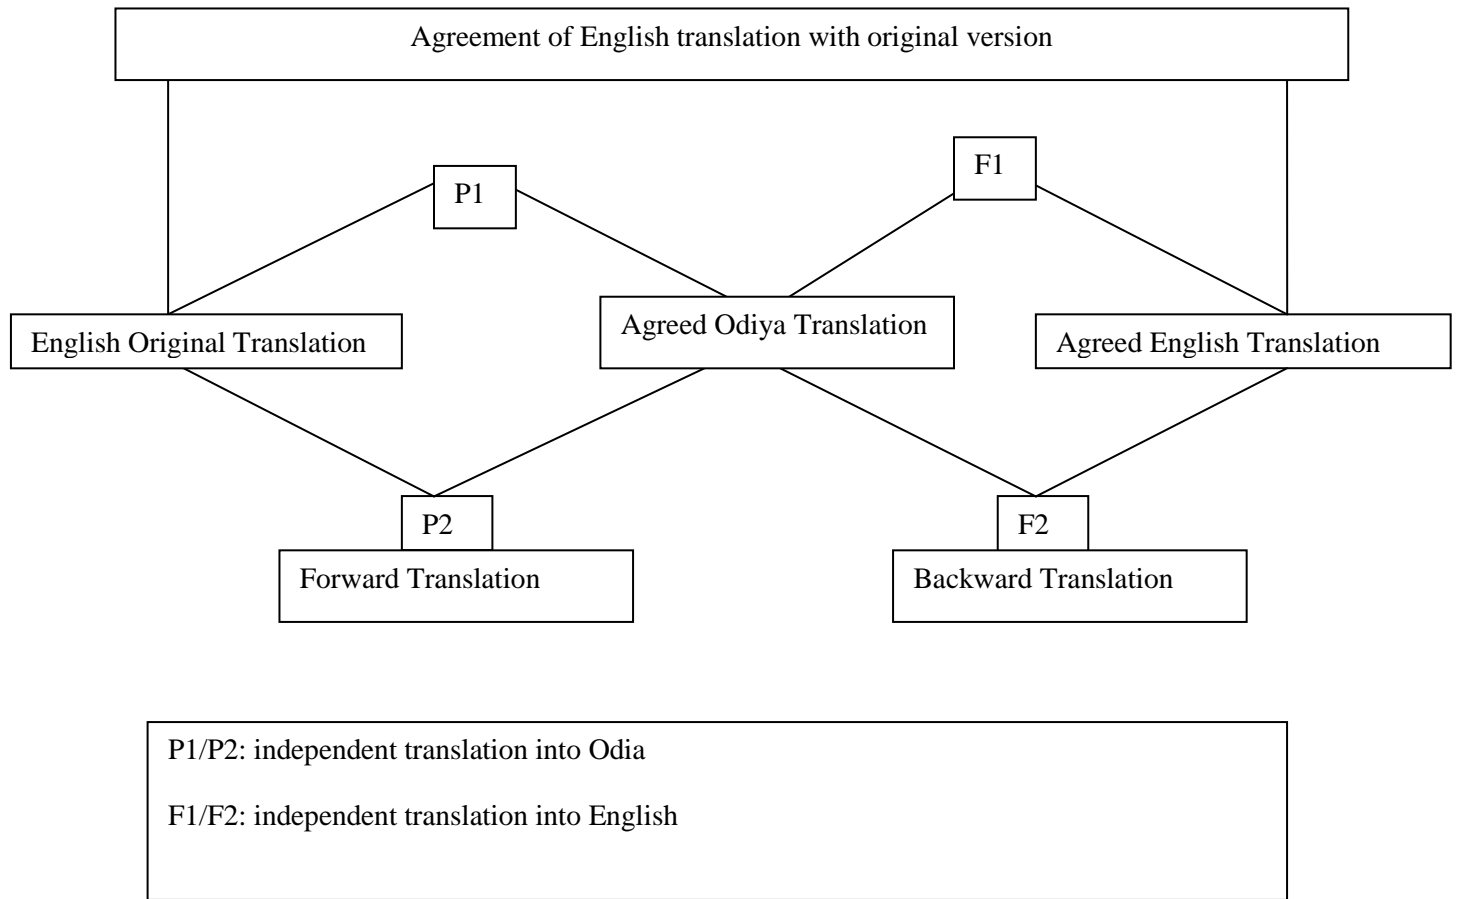 Agreement of English translation with original version
F1
P1
English Original Translation
Agreed Odiya Translation
Agreed English Translation
P2
F2
Forward Translation
Backward Translation
P1/P2: independent translation into Odia
F1/F2: independent translation into English